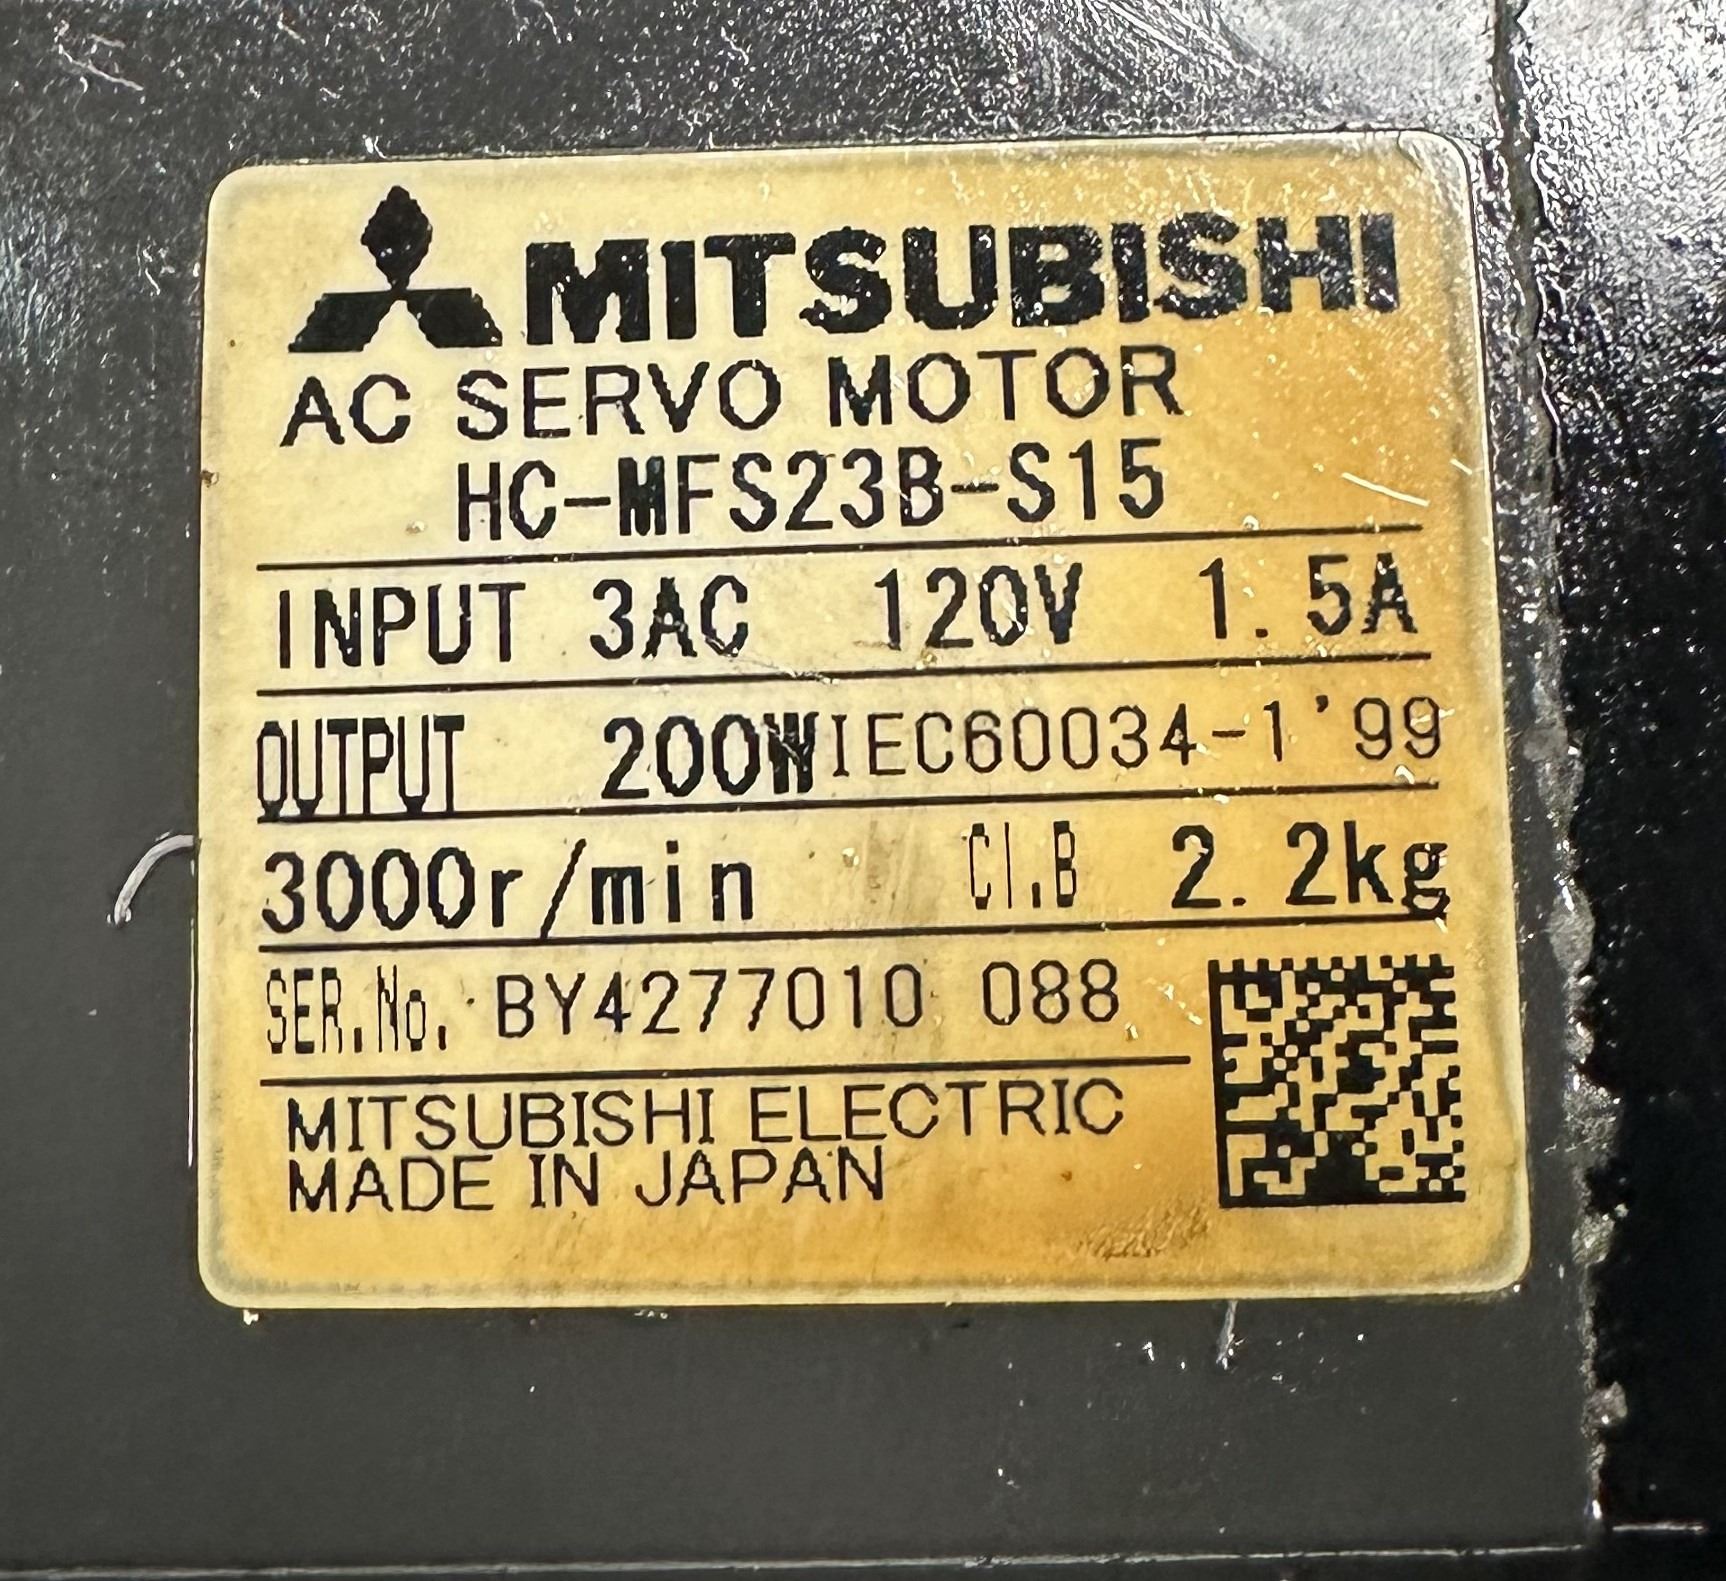 MITSUBISHI
AC SERVO MOTOR
HC-MFS23B-S15
INPUT 3AC 120V 1.5A
OUTPUT 200W IEC60034-1'99
3000r/min CI.B 2.2kg
SER.No. BY4277010 088
MITSUBISHI ELECTRIC
MADE IN JAPAN